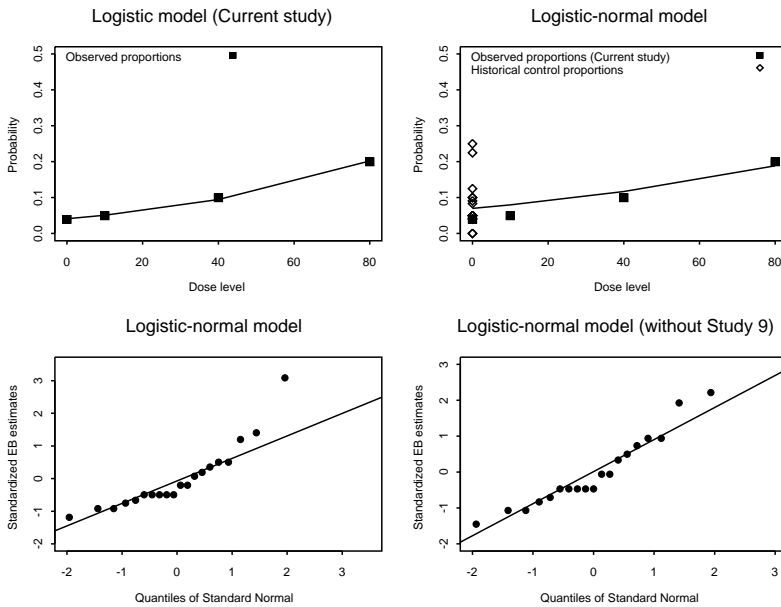 Logistic model (Current study)
Observed proportions
Probability
0.0 0.1 0.2 0.3 0.4 0.5
0 20 40 60 80
Dose level
Logistic-normal model
Observed proportions (Current study)
Historical control proportions
Probability
0.0 0.1 0.2 0.3 0.4 0.5
0 20 40 60 80
Dose level
Logistic-normal model
Standardized EB estimates
-2 -1 0 1 2 3
-2 -1 0 1 2 3
Quantiles of Standard Normal
Logistic-normal model (without Study 9)
Standardized EB estimates
-2 -1 0 1 2 3
-2 -1 0 1 2 3
Quantiles of Standard Normal